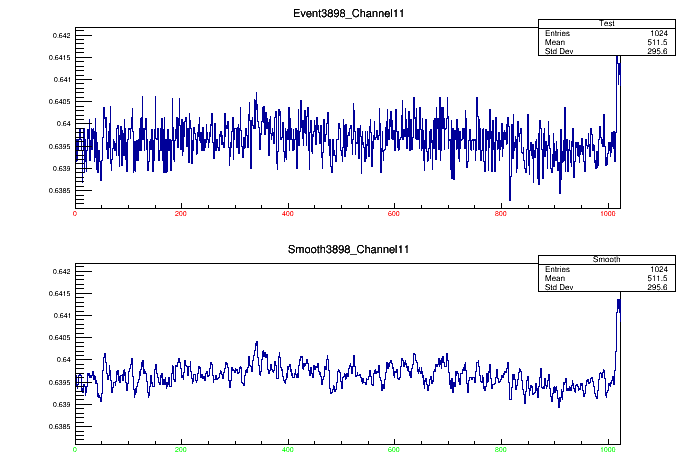 Event3898_Channel11
Test
Entries 1024
Mean 511.5
Std Dev 295.6
0.642
0.6415
0.641
0.6405
0.64
0.6395
0.639
0.6385
0 200 400 600 800 1000
Smooth3898_Channel11
Smooth
Entries 1024
Mean 511.5
Std Dev 295.6
0.642
0.6415
0.641
0.6405
0.64
0.6395
0.639
0.6385
0 200 400 600 800 1000